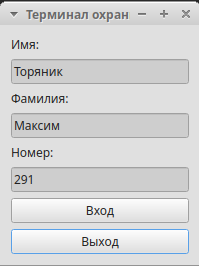 Терминал охран
Имя:
Торяник
Фамилия:
Максим
Номер:
291
Вход
Выход